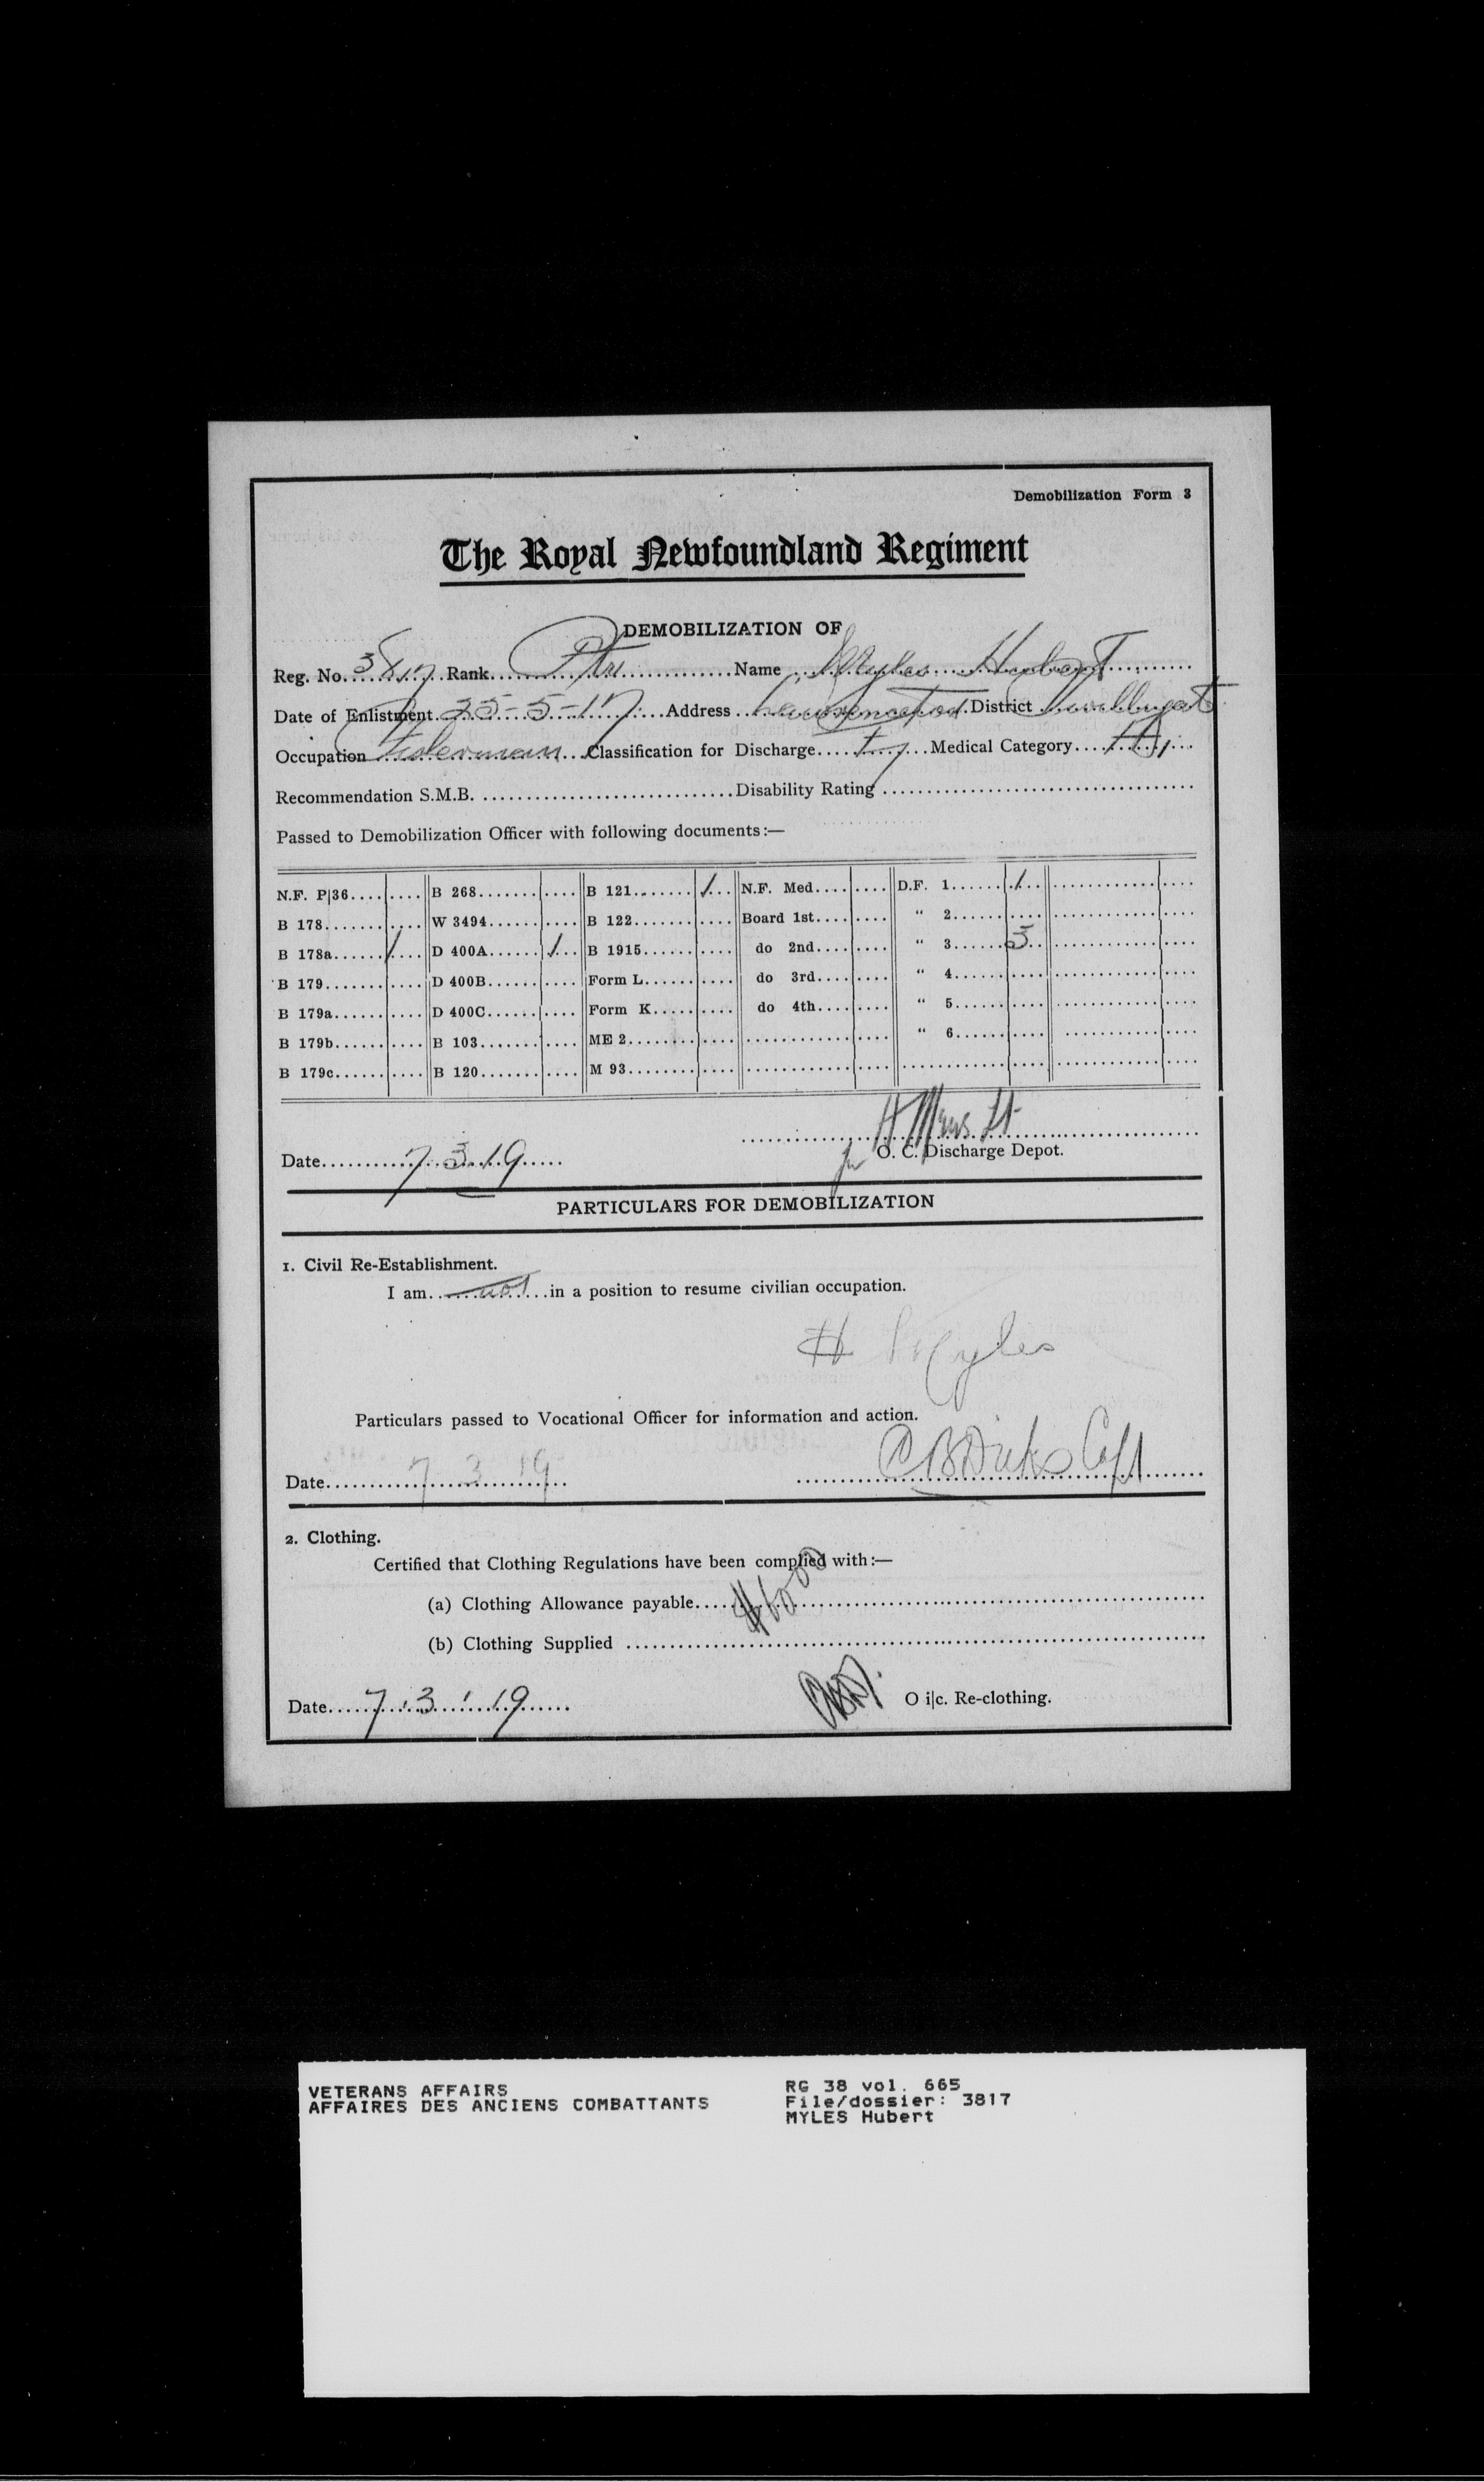 Demobilization Form 3
The Royal Newfoundland Regiment
DEMOBILIZATION OF
Reg. No. 3817 Rank Pte Name Myles Hubert
Date of Enlistment 25-5-17 Address Lawrenceton District Twillingate
Occupation Fisherman Classification for Discharge Medical Category A1
Recommendation S.M.B. Disability Rating
Passed to Demobilization Officer with following documents:—
N.F. P|36 B 268 B 121 / N.F. Med. D.F. 1 /
B 178 W 3494 B 122 Board 1st " 2
B 178a / D 400A / B 1915 do 2nd " 3 3
B 179 D 400B Form L do 3rd " 4
B 179a D 400C Form K do 4th " 5
B 179b B 103 ME 2 " 6
B 179c B 120 M 93
Date 7 3 19
for O. C. Discharge Depot.
PARTICULARS FOR DEMOBILIZATION
1. Civil Re-Establishment.
I am not in a position to resume civilian occupation.
H Myles
Particulars passed to Vocational Officer for information and action.
Date 7 3 19 C B Dicks Capt
2. Clothing.
Certified that Clothing Regulations have been complied with:—
(a) Clothing Allowance payable $60.00
(b) Clothing Supplied
Date 7.3.19 O i|c. Re-clothing.
VETERANS AFFAIRS
AFFAIRES DES ANCIENS COMBATTANTS
RG 38 vol. 665
File/dossier: 3817
MYLES Hubert